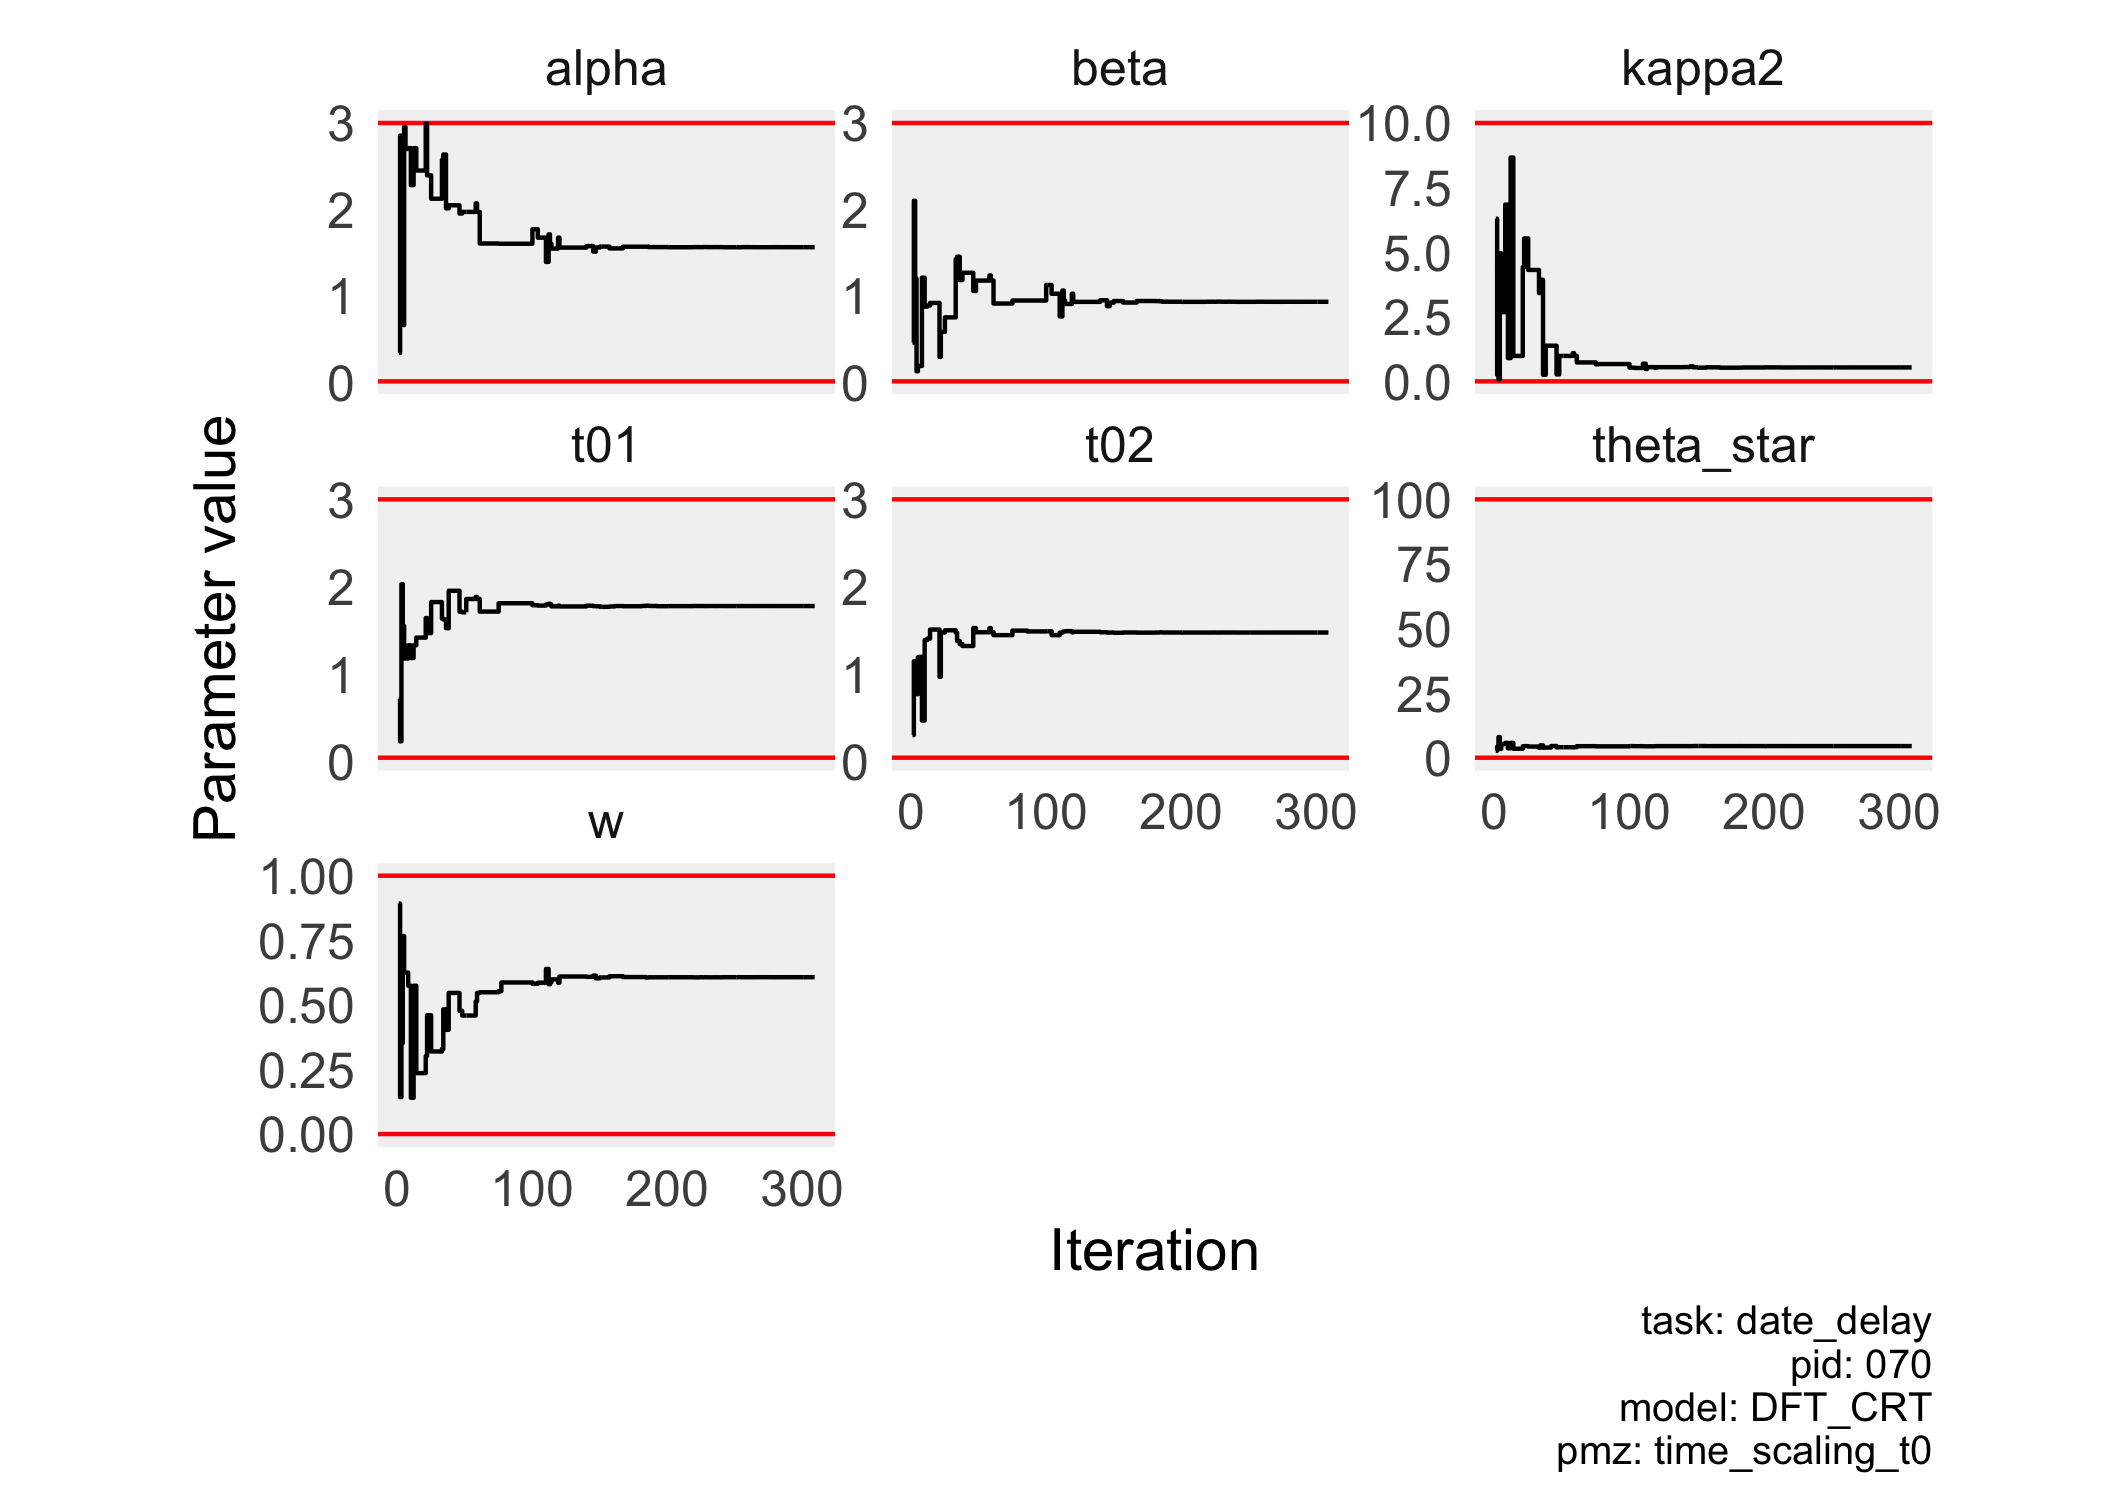 alpha
beta
kappa2
3
2
1
0
3
2
1
0
10.0
7.5
5.0
2.5
0.0
t01
t02
theta_star
3
2
1
0
3
2
1
0
100
75
50
25
0
0 100 200 300
0 100 200 300
w
1.00
0.75
0.50
0.25
0.00
0 100 200 300
Parameter value
Iteration
task: date_delay
pid: 070
model: DFT_CRT
pmz: time_scaling_t0